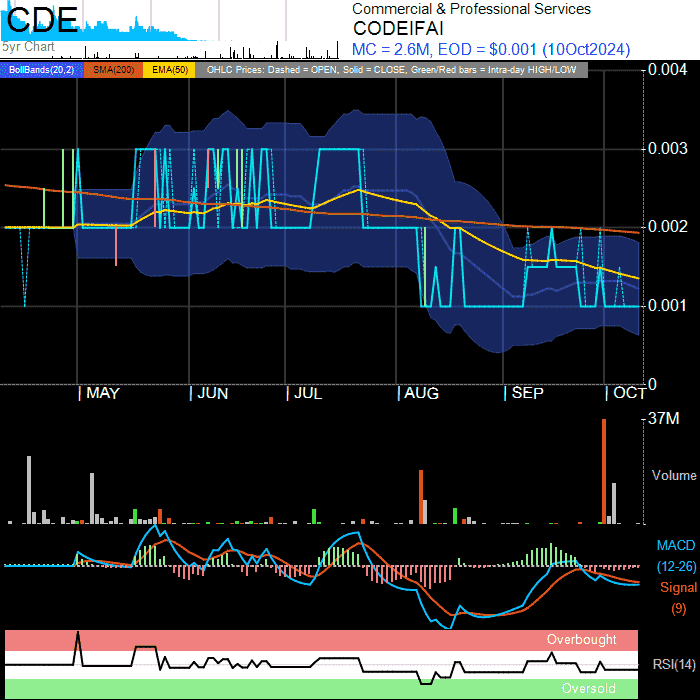 CDE
Commercial & Professional Services
CODEIFAI
5yr Chart
MC = 2.6M, EOD = $0.001 (10Oct2024)
BollBands(20,2) SMA(200) EMA(50) OHLC Prices: Dashed = OPEN, Solid = CLOSE, Green/Red bars = Intra-day HIGH/LOW
0.004
0.003
0.002
0.001
0
MAY JUN JUL AUG SEP OCT
37M
Volume
MACD
(12-26)
Signal
(9)
Overbought
RSI(14)
Oversold